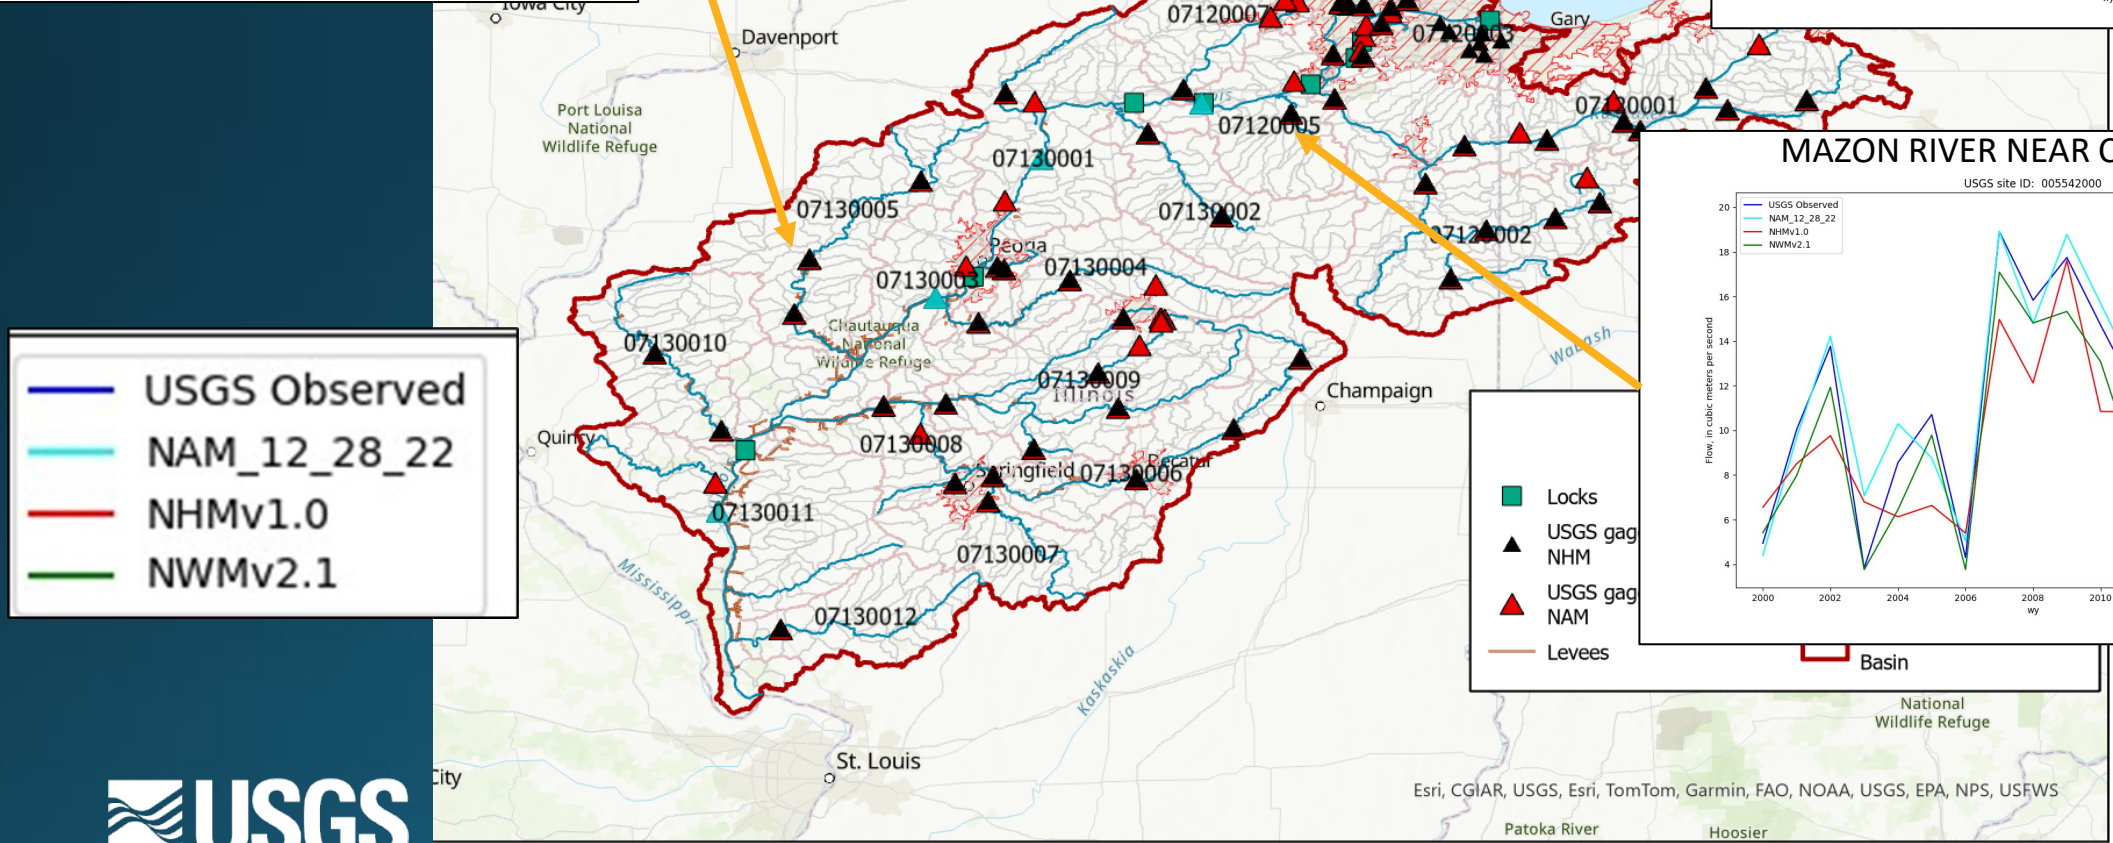 Iowa City
Davenport
Port Louisa
National
Wildlife Refuge
07120007
07120003
Gary
07120001
07120005
07130001
07130005
07130002
07120002
Peoria
07130004
07130003
Chautauqua
National
Wildlife Refuge
07130010
07130009
Illinois
Champaign
Wabash
Quincy
07130008
Springfield
07130006
Decatur
07130011
07130007
Mississippi
07130012
Kaskaskia
St. Louis
City
USGS Observed
NAM_12_28_22
NHMv1.0
NWMv2.1
USGS
MAZON RIVER NEAR C
USGS site ID: 005542000
USGS Observed
NAM_12_28_22
NHMv1.0
NWMv2.1
Flow, in cubic meters per second
20
18
16
14
12
10
8
6
4
2000
2002
2004
2006
2008
2010
wy
Locks
USGS gag
NHM
USGS gag
NAM
Levees
Basin
National
Wildlife Refuge
Esri, CGIAR, USGS, Esri, TomTom, Garmin, FAO, NOAA, USGS, EPA, NPS, USFWS
Patoka River
Hoosier